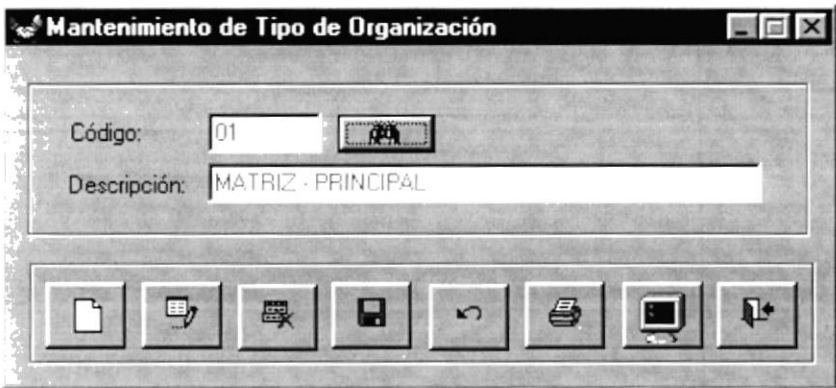 Mantenimiento de Tipo de Organización
Código: 01
Descripción: MATRIZ - PRINCIPAL